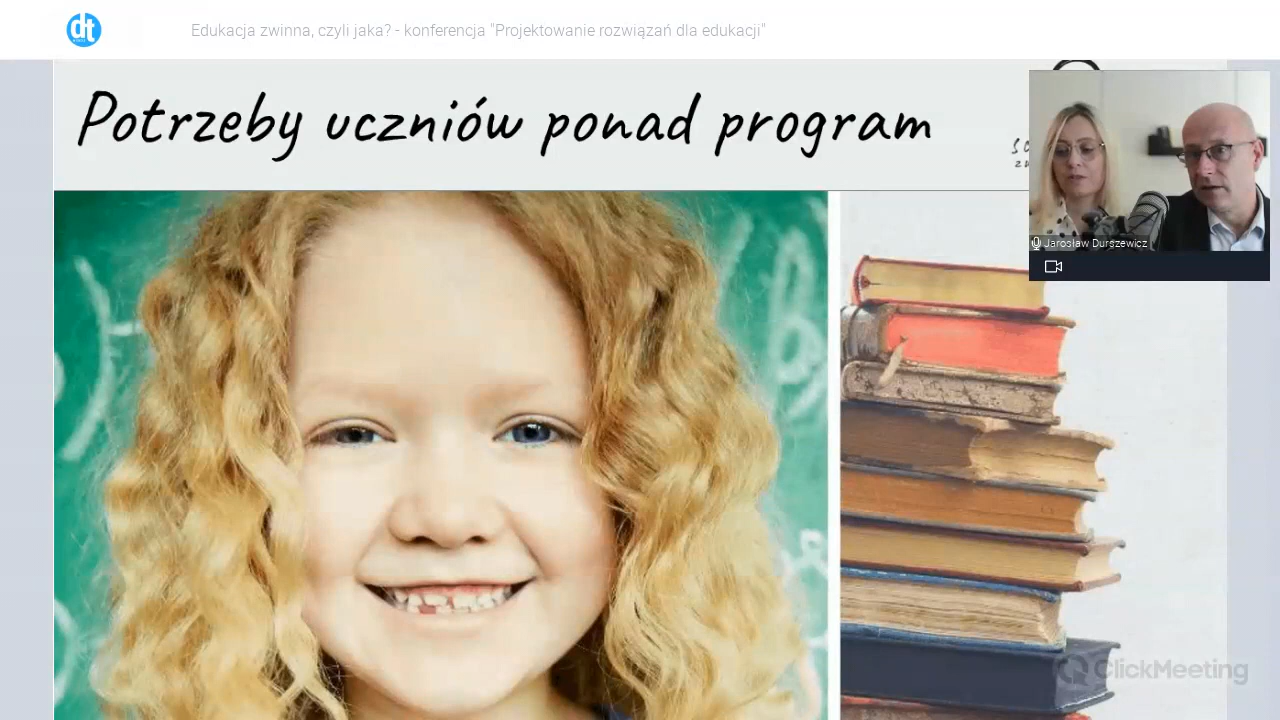 dt
Edukacja zwinna, czyli jaka? - konferencja "Projektowanie rozwiązań dla edukacji"
Potrzeby uczniów ponad program
Jarosław Durszewicz
ClickMeeting